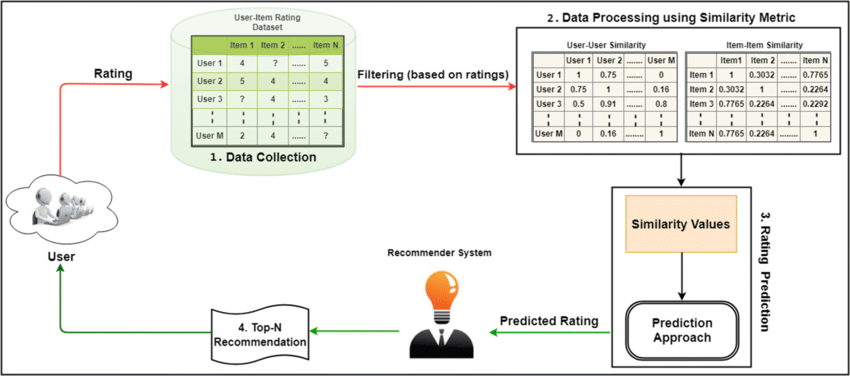 User-Item Rating
Dataset
Item 1 Item 2 ...... Item N
User 1 4 ? ...... 5
User 2 5 4 ...... 4
User 3 ? 4 ...... 3
User M 2 4 ...... ?
1. Data Collection
Rating
Filtering (based on ratings)
2. Data Processing using Similarity Metric
User-User Similarity
User 1 User 2 ....... User M
User 1 1 0.75 ....... 0
User 2 0.75 1 ....... 0.16
User 3 0.5 0.91 ....... 0.8
User M 0 0.16 ........ 1
Item-Item Similarity
Item1 Item 2 ....... Item N
Item 1 1 0.3032 ....... 0.7765
Item 2 0.3032 1 ....... 0.2264
Item 3 0.7765 0.2264 ....... 0.2292
Item N 0.7765 0.2264 ........ 1
3. Rating Prediction
Similarity Values
Prediction
Approach
Predicted Rating
Recommender System
4. Top-N
Recommendation
User